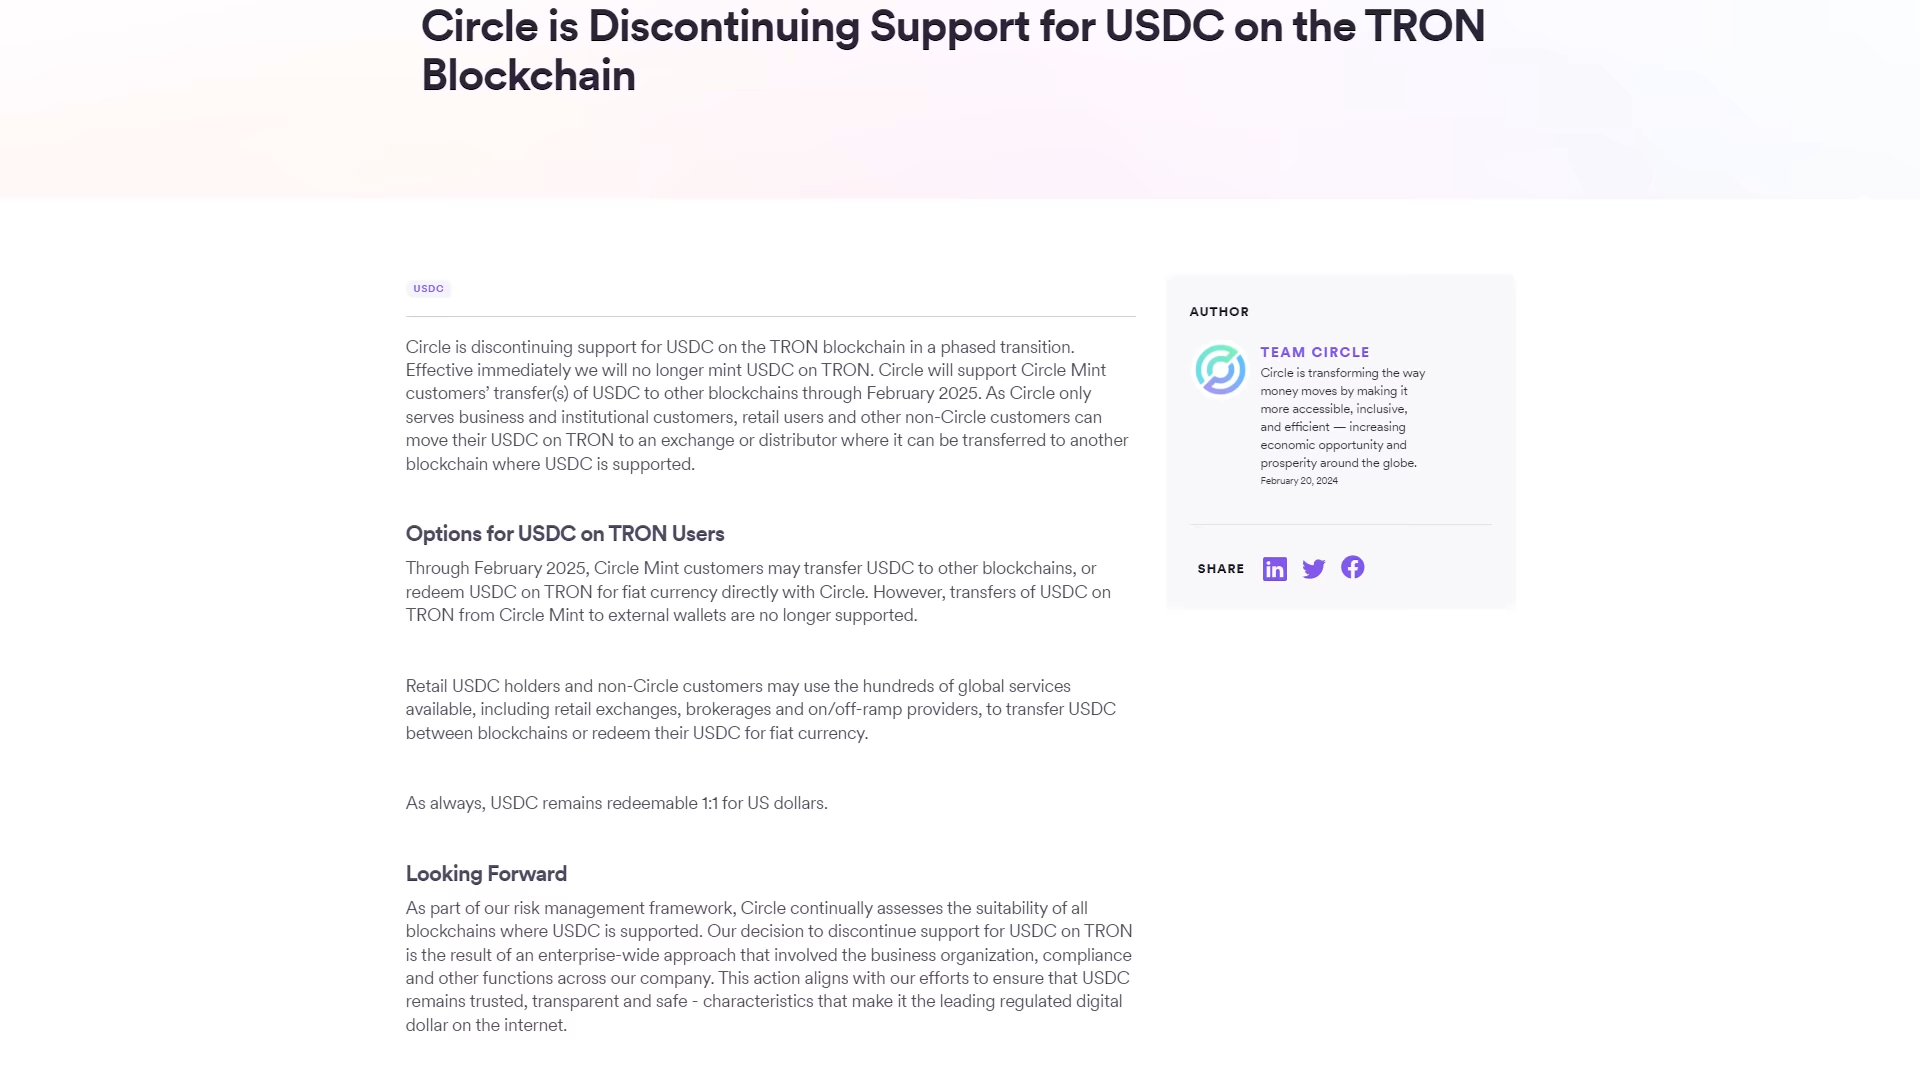 Circle is Discontinuing Support for USDC on the TRON
Blockchain
USDC
Circle is discontinuing support for USDC on the TRON blockchain in a phased transition.
Effective immediately we will no longer mint USDC on TRON. Circle will support Circle Mint
customers’ transfer(s) of USDC to other blockchains through February 2025. As Circle only
serves business and institutional customers, retail users and other non-Circle customers can
move their USDC on TRON to an exchange or distributor where it can be transferred to another
blockchain where USDC is supported.
Options for USDC on TRON Users
Through February 2025, Circle Mint customers may transfer USDC to other blockchains, or
redeem USDC on TRON for fiat currency directly with Circle. However, transfers of USDC on
TRON from Circle Mint to external wallets are no longer supported.
Retail USDC holders and non-Circle customers may use the hundreds of global services
available, including retail exchanges, brokerages and on/off-ramp providers, to transfer USDC
between blockchains or redeem their USDC for fiat currency.
As always, USDC remains redeemable 1:1 for US dollars.
Looking Forward
As part of our risk management framework, Circle continually assesses the suitability of all
blockchains where USDC is supported. Our decision to discontinue support for USDC on TRON
is the result of an enterprise-wide approach that involved the business organization, compliance
and other functions across our company. This action aligns with our efforts to ensure that USDC
remains trusted, transparent and safe - characteristics that make it the leading regulated digital
dollar on the internet.
AUTHOR
TEAM CIRCLE
Circle is transforming the way
money moves by making it
more accessible, inclusive,
and efficient — increasing
economic opportunity and
prosperity around the globe.
February 20, 2024
SHARE